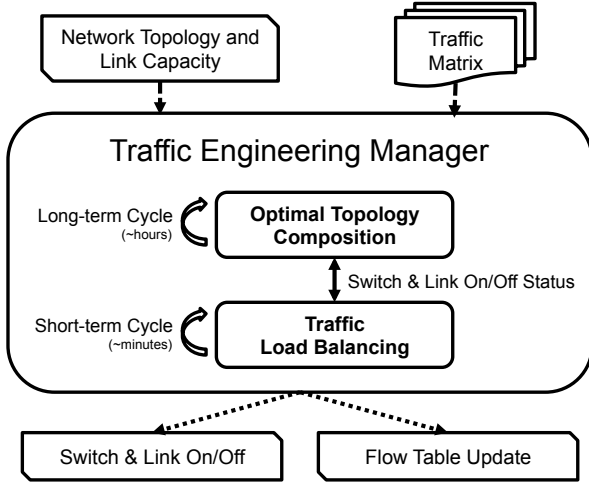 Network Topology and
Link Capacity
Traffic
Matrix
Traffic Engineering Manager
Long-term Cycle
(~hours)
Optimal Topology
Composition
Switch & Link On/Off Status
Short-term Cycle
(~minutes)
Traffic
Load Balancing
Switch & Link On/Off
Flow Table Update